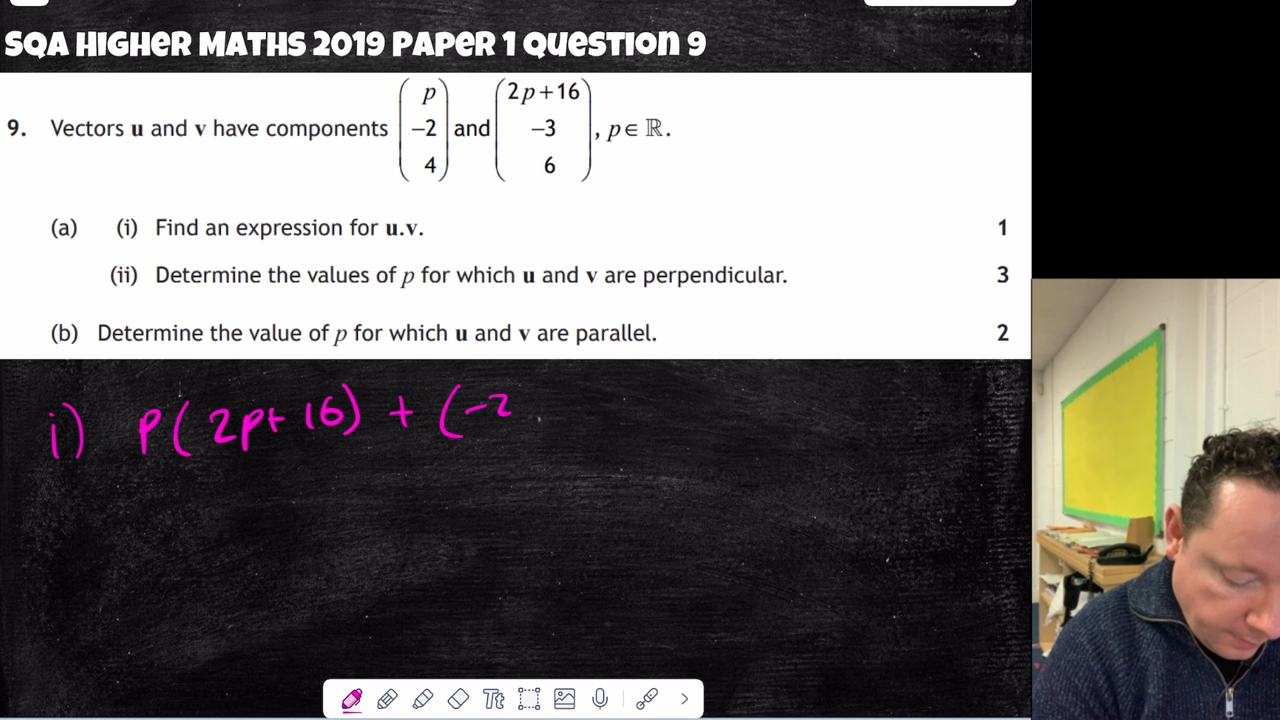 SQA Higher Maths 2019 Paper 1 Question 9
9. Vectors u and v have components (p −2 4) and (2p+16 −3 6), p∈ℝ.
(a) (i) Find an expression for u.v. 1
(ii) Determine the values of p for which u and v are perpendicular. 3
(b) Determine the value of p for which u and v are parallel. 2
i) p(2p+16) + (-2
Tt